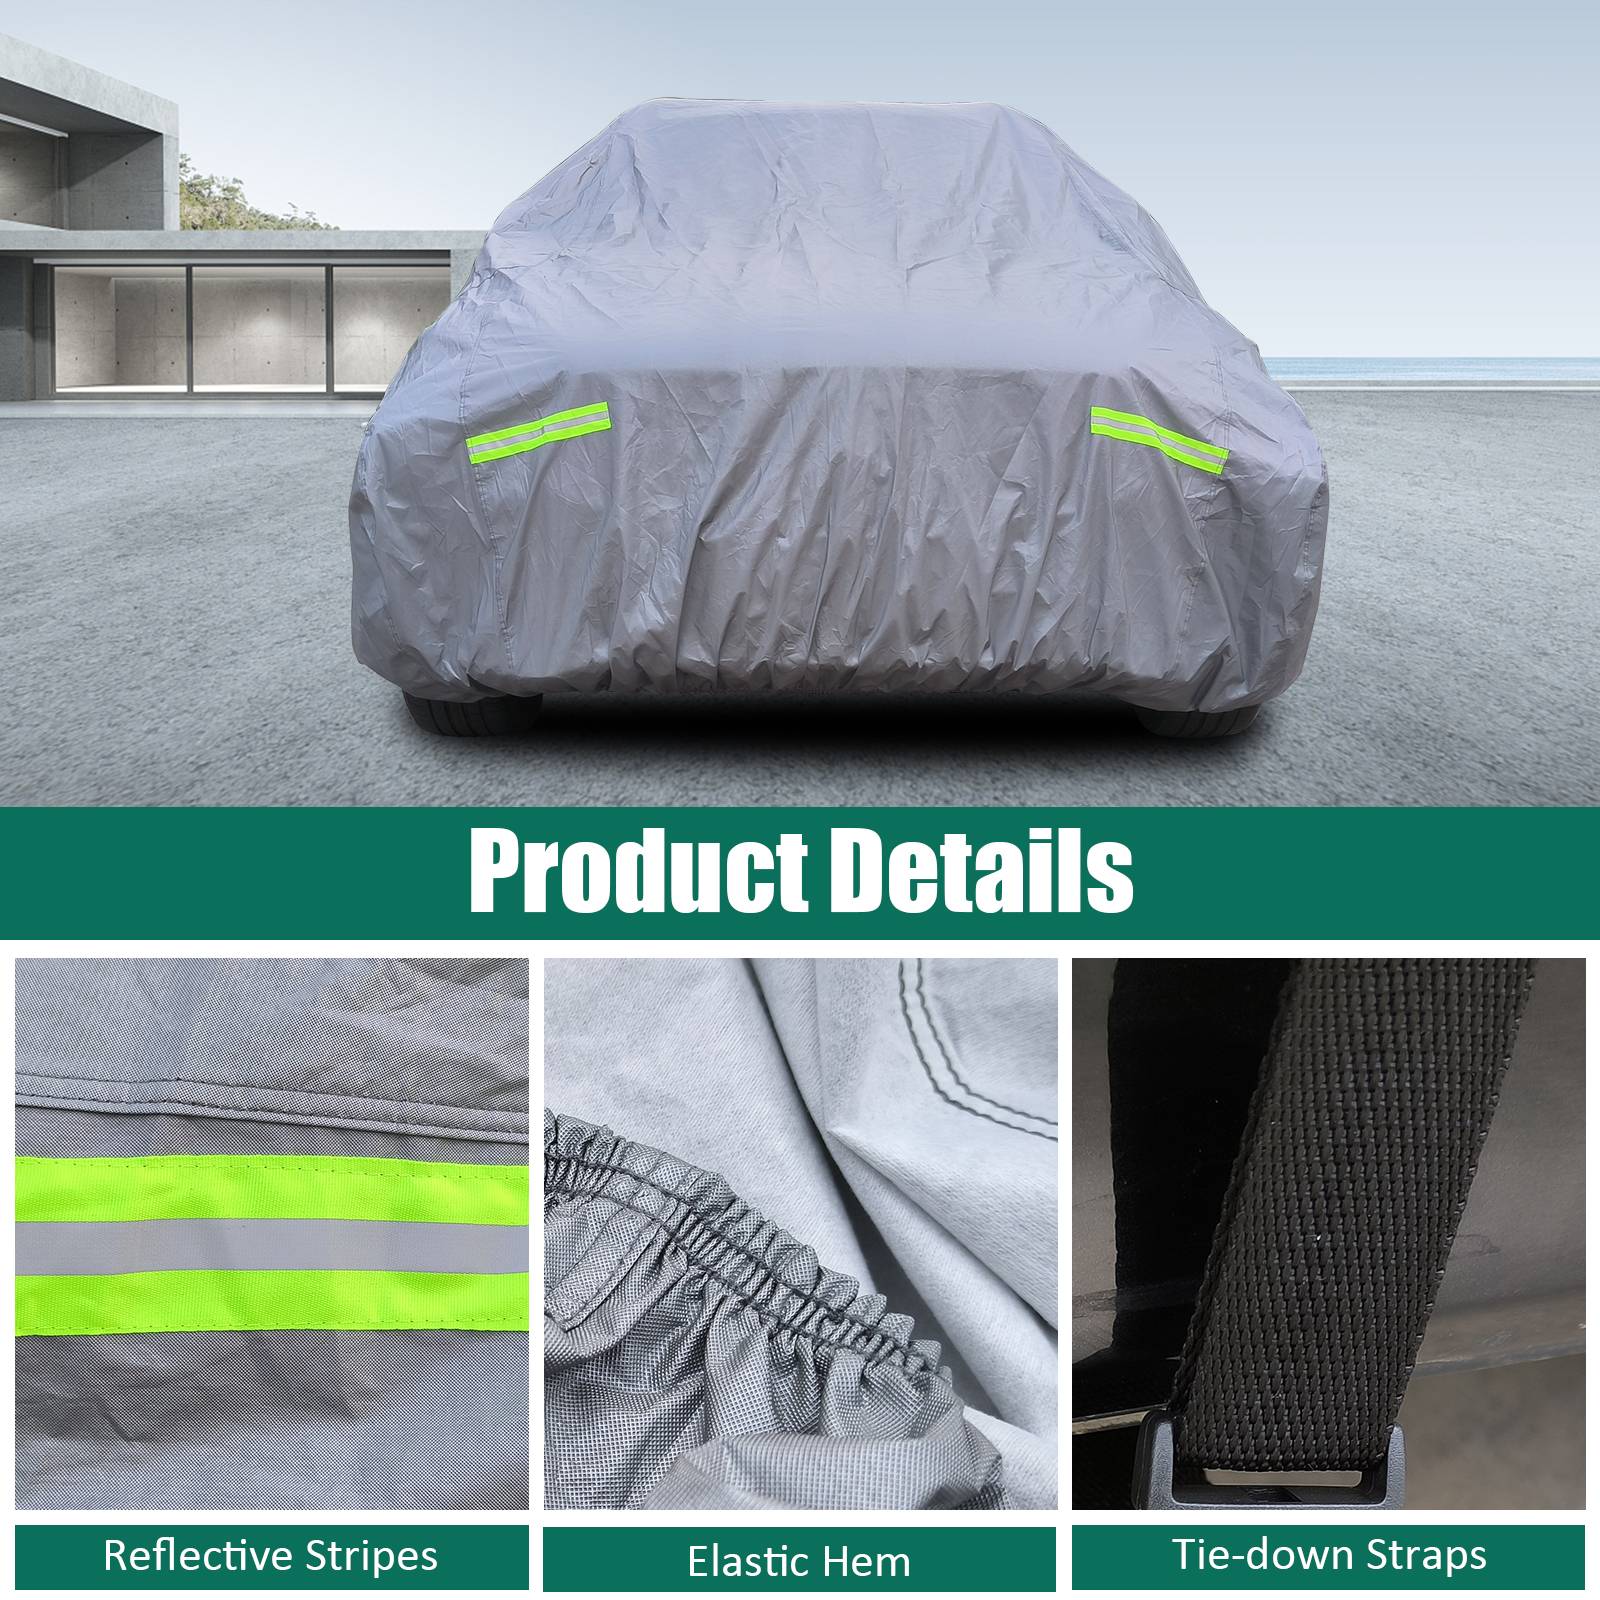 Product Details
Reflective Stripes
Elastic Hem
Tie-down Straps